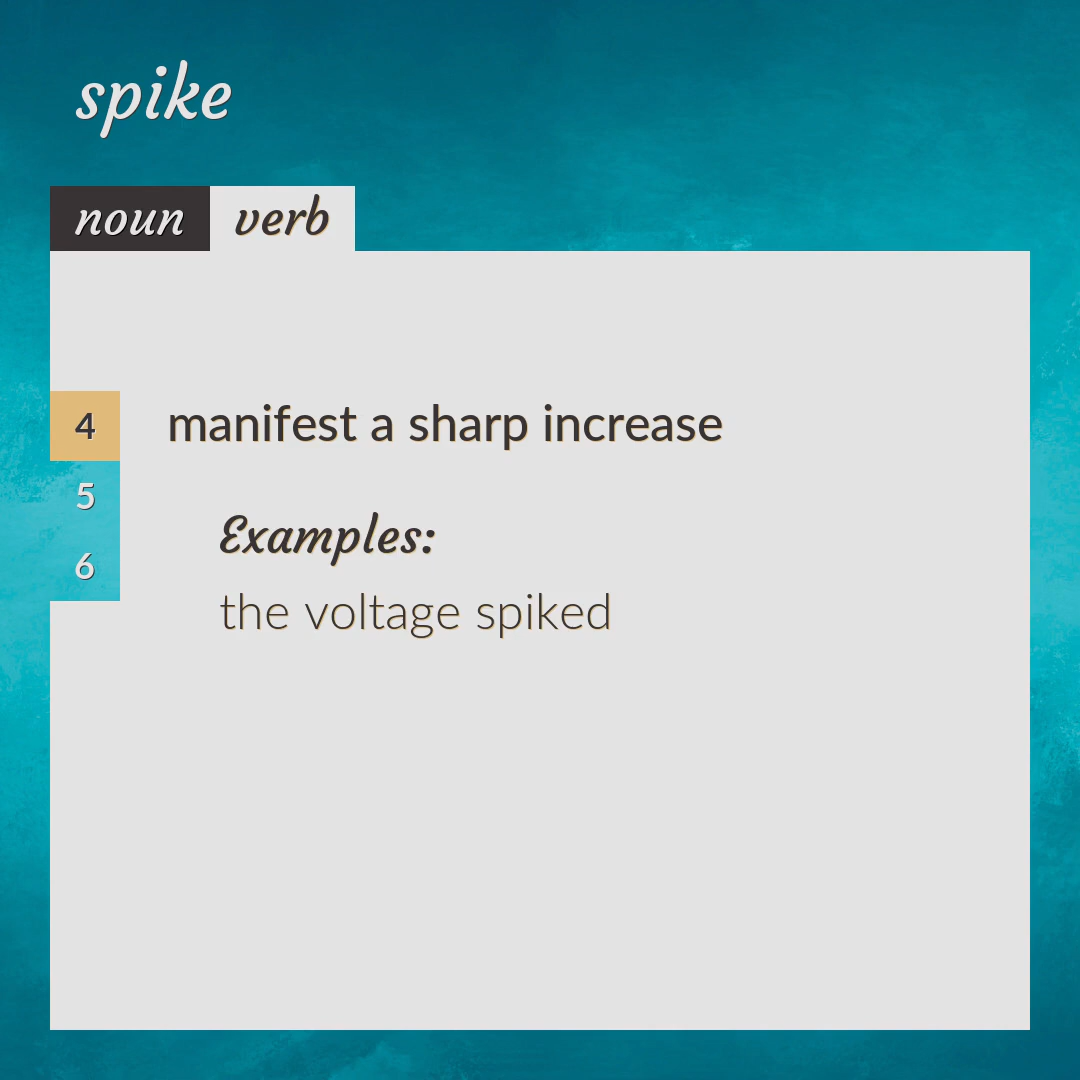 spike
noun verb
4 manifest a sharp increase
5
Examples:
6
the voltage spiked